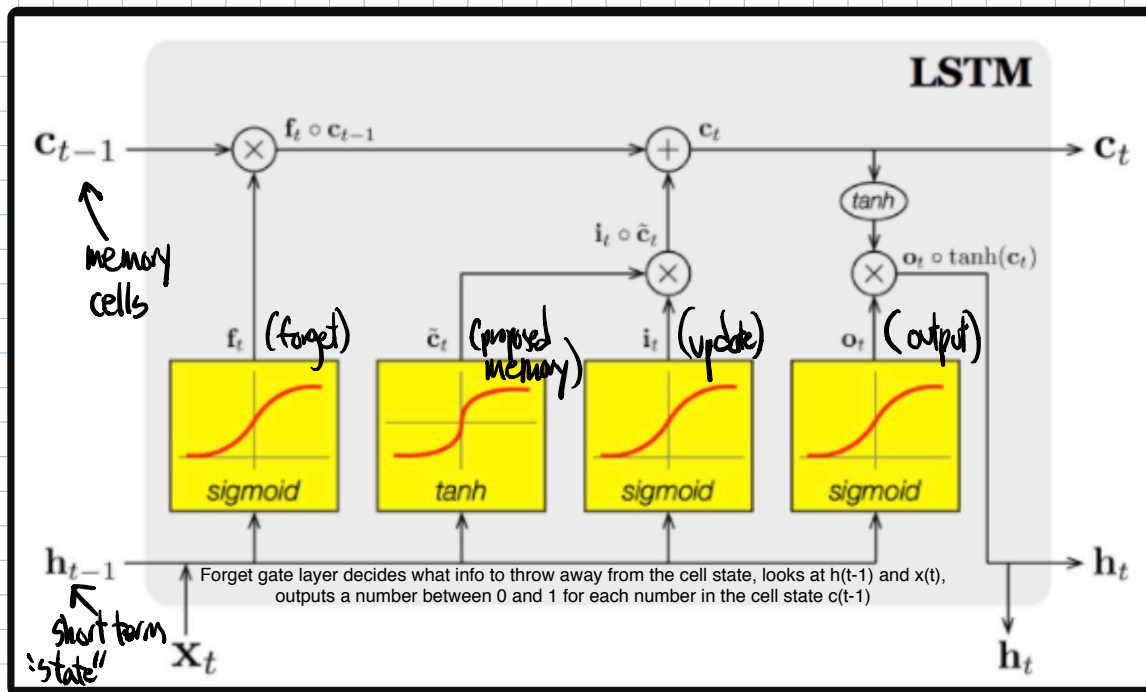 LSTM
c_{t−1}
f_t ∘ c_{t−1}
c_t
c_t
tanh
i_t ∘ c̃_t
o_t ∘ tanh(c_t)
memory
cells
f_t (forget)
c̃_t (proposed
memory)
i_t (update)
o_t (output)
sigmoid
tanh
sigmoid
sigmoid
h_{t−1}
h_t
Forget gate layer decides what info to throw away from the cell state, looks at h(t-1) and x(t),
outputs a number between 0 and 1 for each number in the cell state c(t-1)
short term
"state"
x_t
h_t